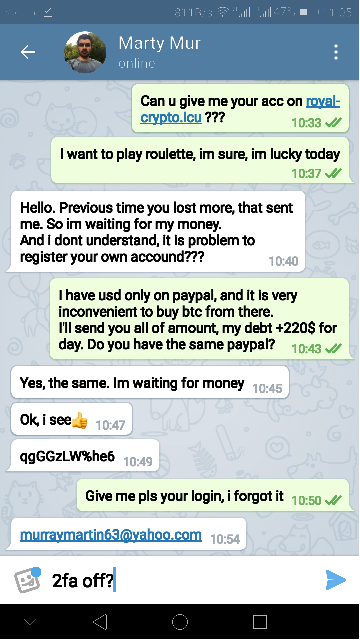 811B/s 47% 11:05
Marty Mur
online
Can u give me your acc on royal-
crypto.icu ???
10:33
I want to play roulette, im sure, im lucky today
10:37
Hello. Previous time you lost more, that sent
me. So im waiting for my money.
And i dont understand, it is problem to
register your own accound???
10:40
I have usd only on paypal, and it is very
inconvenient to buy btc from there.
I'll send you all of amount, my debt +220$ for
day. Do you have the same paypal?
10:43
Yes, the same. Im waiting for money
10:45
Ok, i see👍
10:47
qgGGzLW%he6
10:49
Give me pls your login, i forgot it
10:50
murraymartin63@yahoo.com
10:54
2fa off?